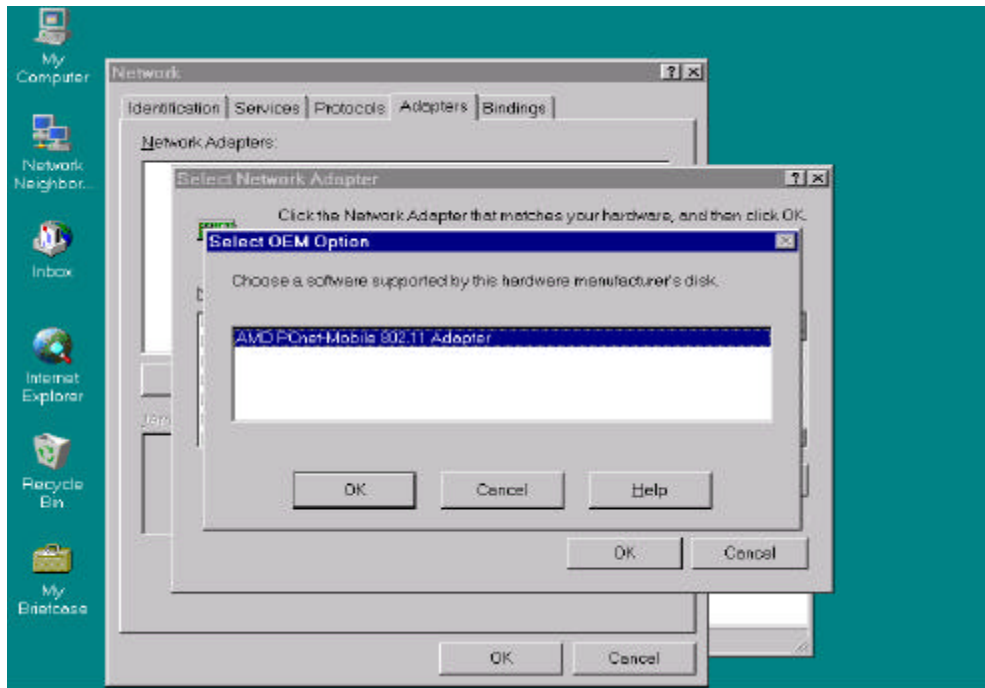 My
Computer
Network
Neighbor...
Inbox
Internet
Explorer
Recycle
Bin
My
Briefcase
Network
Identification Services Protocols Adapters Bindings
Network Adapters:
Select Network Adapter
Click the Network Adapter that matches your hardware, and then click OK.
Select OEM Option
Choose a software supported by this hardware manufacturer's disk.
AMD PCnet-Mobile 802.11 Adapter
OK Cancel Help
OK Cancel
OK Cancel